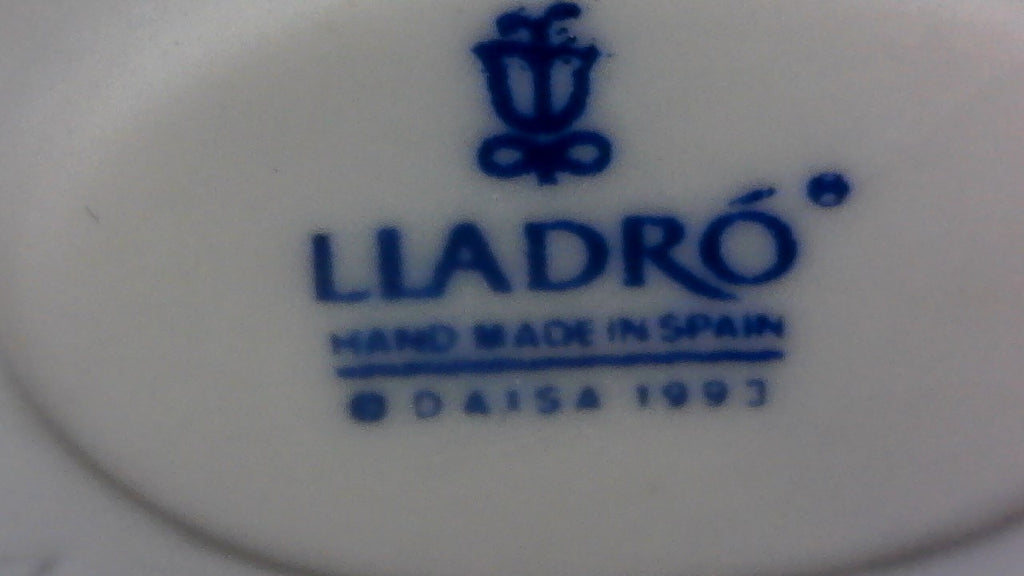 LLADRÓ®
HAND MADE IN SPAIN
© DAISA 1993